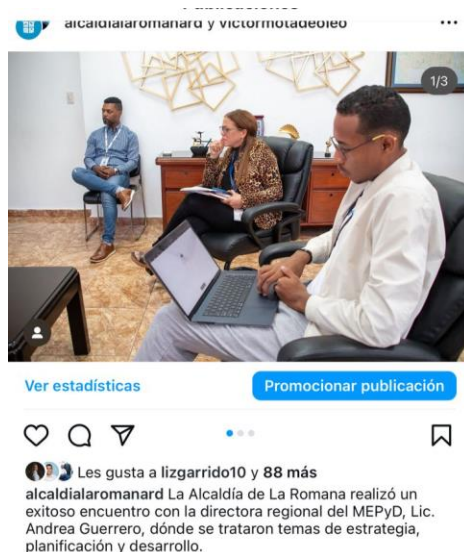 alcaldialaromanard y victormotadeoleo
1/3
Ver estadísticas
Promocionar publicación
Les gusta a lizgarrido10 y 88 más
alcaldialaromanard La Alcaldía de La Romana realizó un
exitoso encuentro con la directora regional del MEPyD, Lic.
Andrea Guerrero, dónde se trataron temas de estrategia,
planificación y desarrollo.